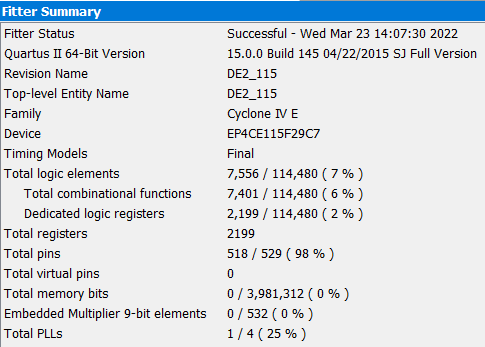 Fitter Summary
Fitter Status Successful - Wed Mar 23 14:07:30 2022
Quartus II 64-Bit Version 15.0.0 Build 145 04/22/2015 SJ Full Version
Revision Name DE2_115
Top-level Entity Name DE2_115
Family Cyclone IV E
Device EP4CE115F29C7
Timing Models Final
Total logic elements 7,556 / 114,480 ( 7 % )
Total combinational functions 7,401 / 114,480 ( 6 % )
Dedicated logic registers 2,199 / 114,480 ( 2 % )
Total registers 2199
Total pins 518 / 529 ( 98 % )
Total virtual pins 0
Total memory bits 0 / 3,981,312 ( 0 % )
Embedded Multiplier 9-bit elements 0 / 532 ( 0 % )
Total PLLs 1 / 4 ( 25 % )